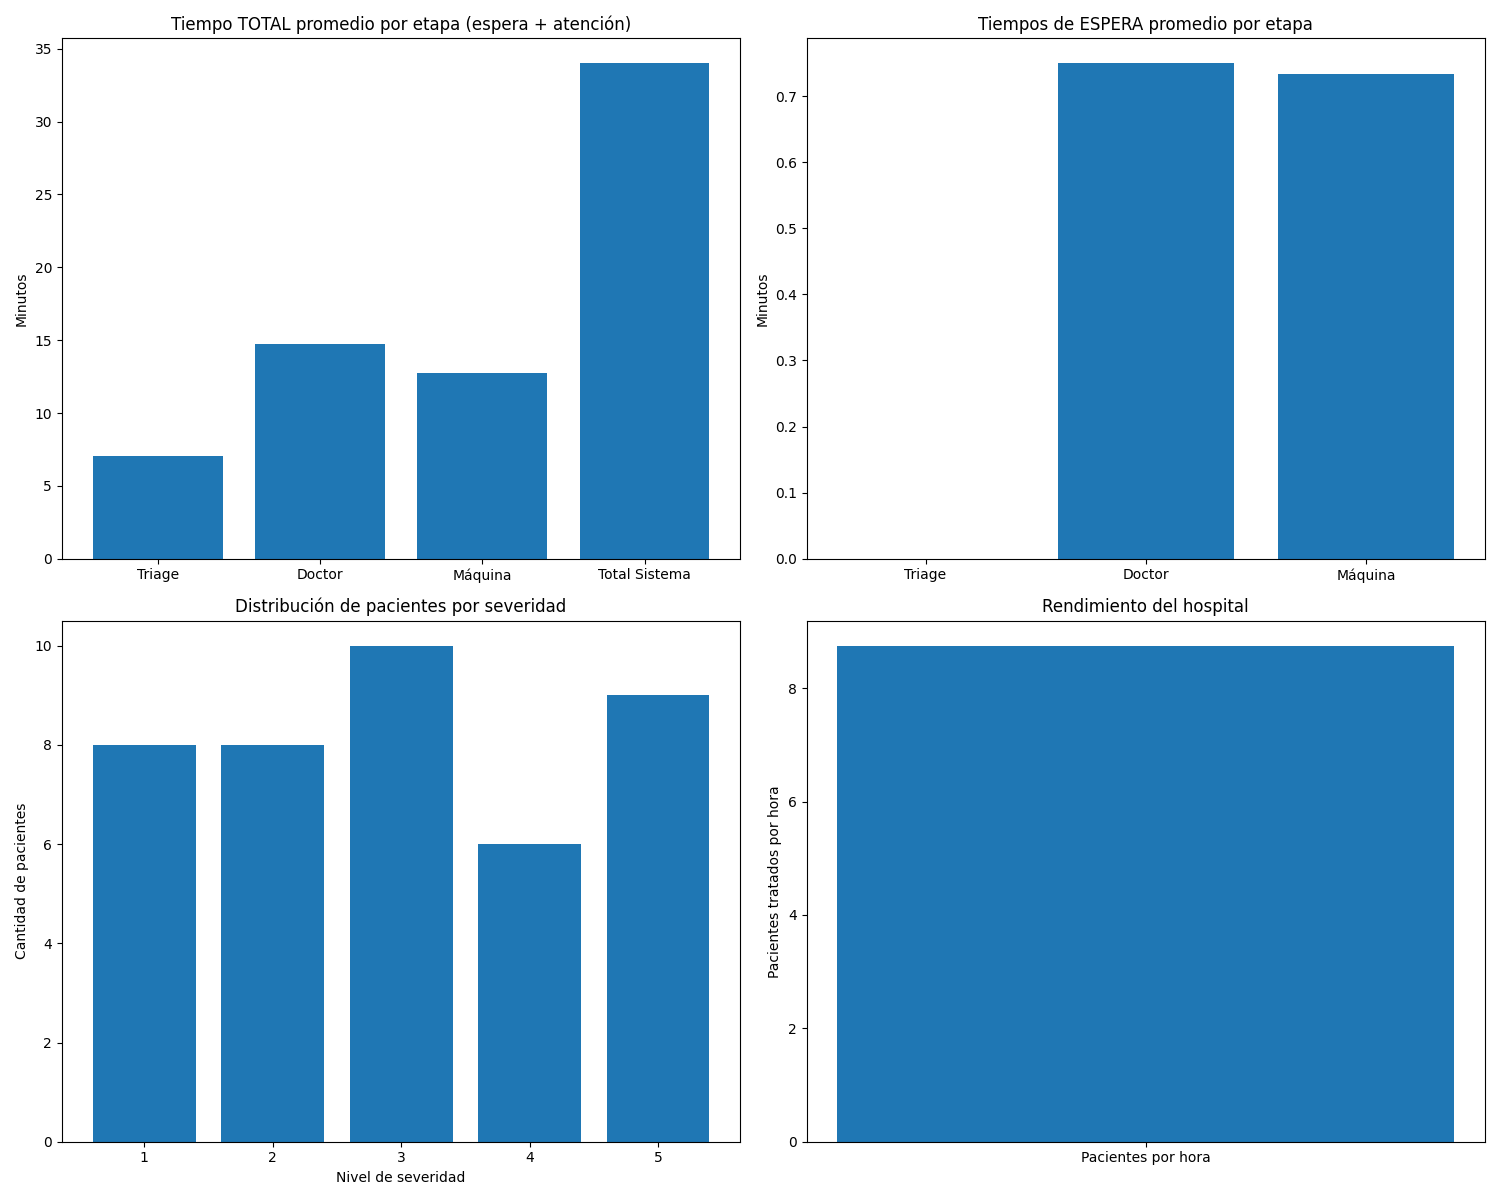 Tiempo TOTAL promedio por etapa (espera + atención)
35
30
25
20
15
10
5
0
Minutos
Triage
Doctor
Máquina
Total Sistema
Tiempos de ESPERA promedio por etapa
0.7
0.6
0.5
0.4
0.3
0.2
0.1
0.0
Minutos
Triage
Doctor
Máquina
Distribución de pacientes por severidad
10
8
6
4
2
0
Cantidad de pacientes
1
2
3
4
5
Nivel de severidad
Rendimiento del hospital
8
6
4
2
0
Pacientes tratados por hora
Pacientes por hora